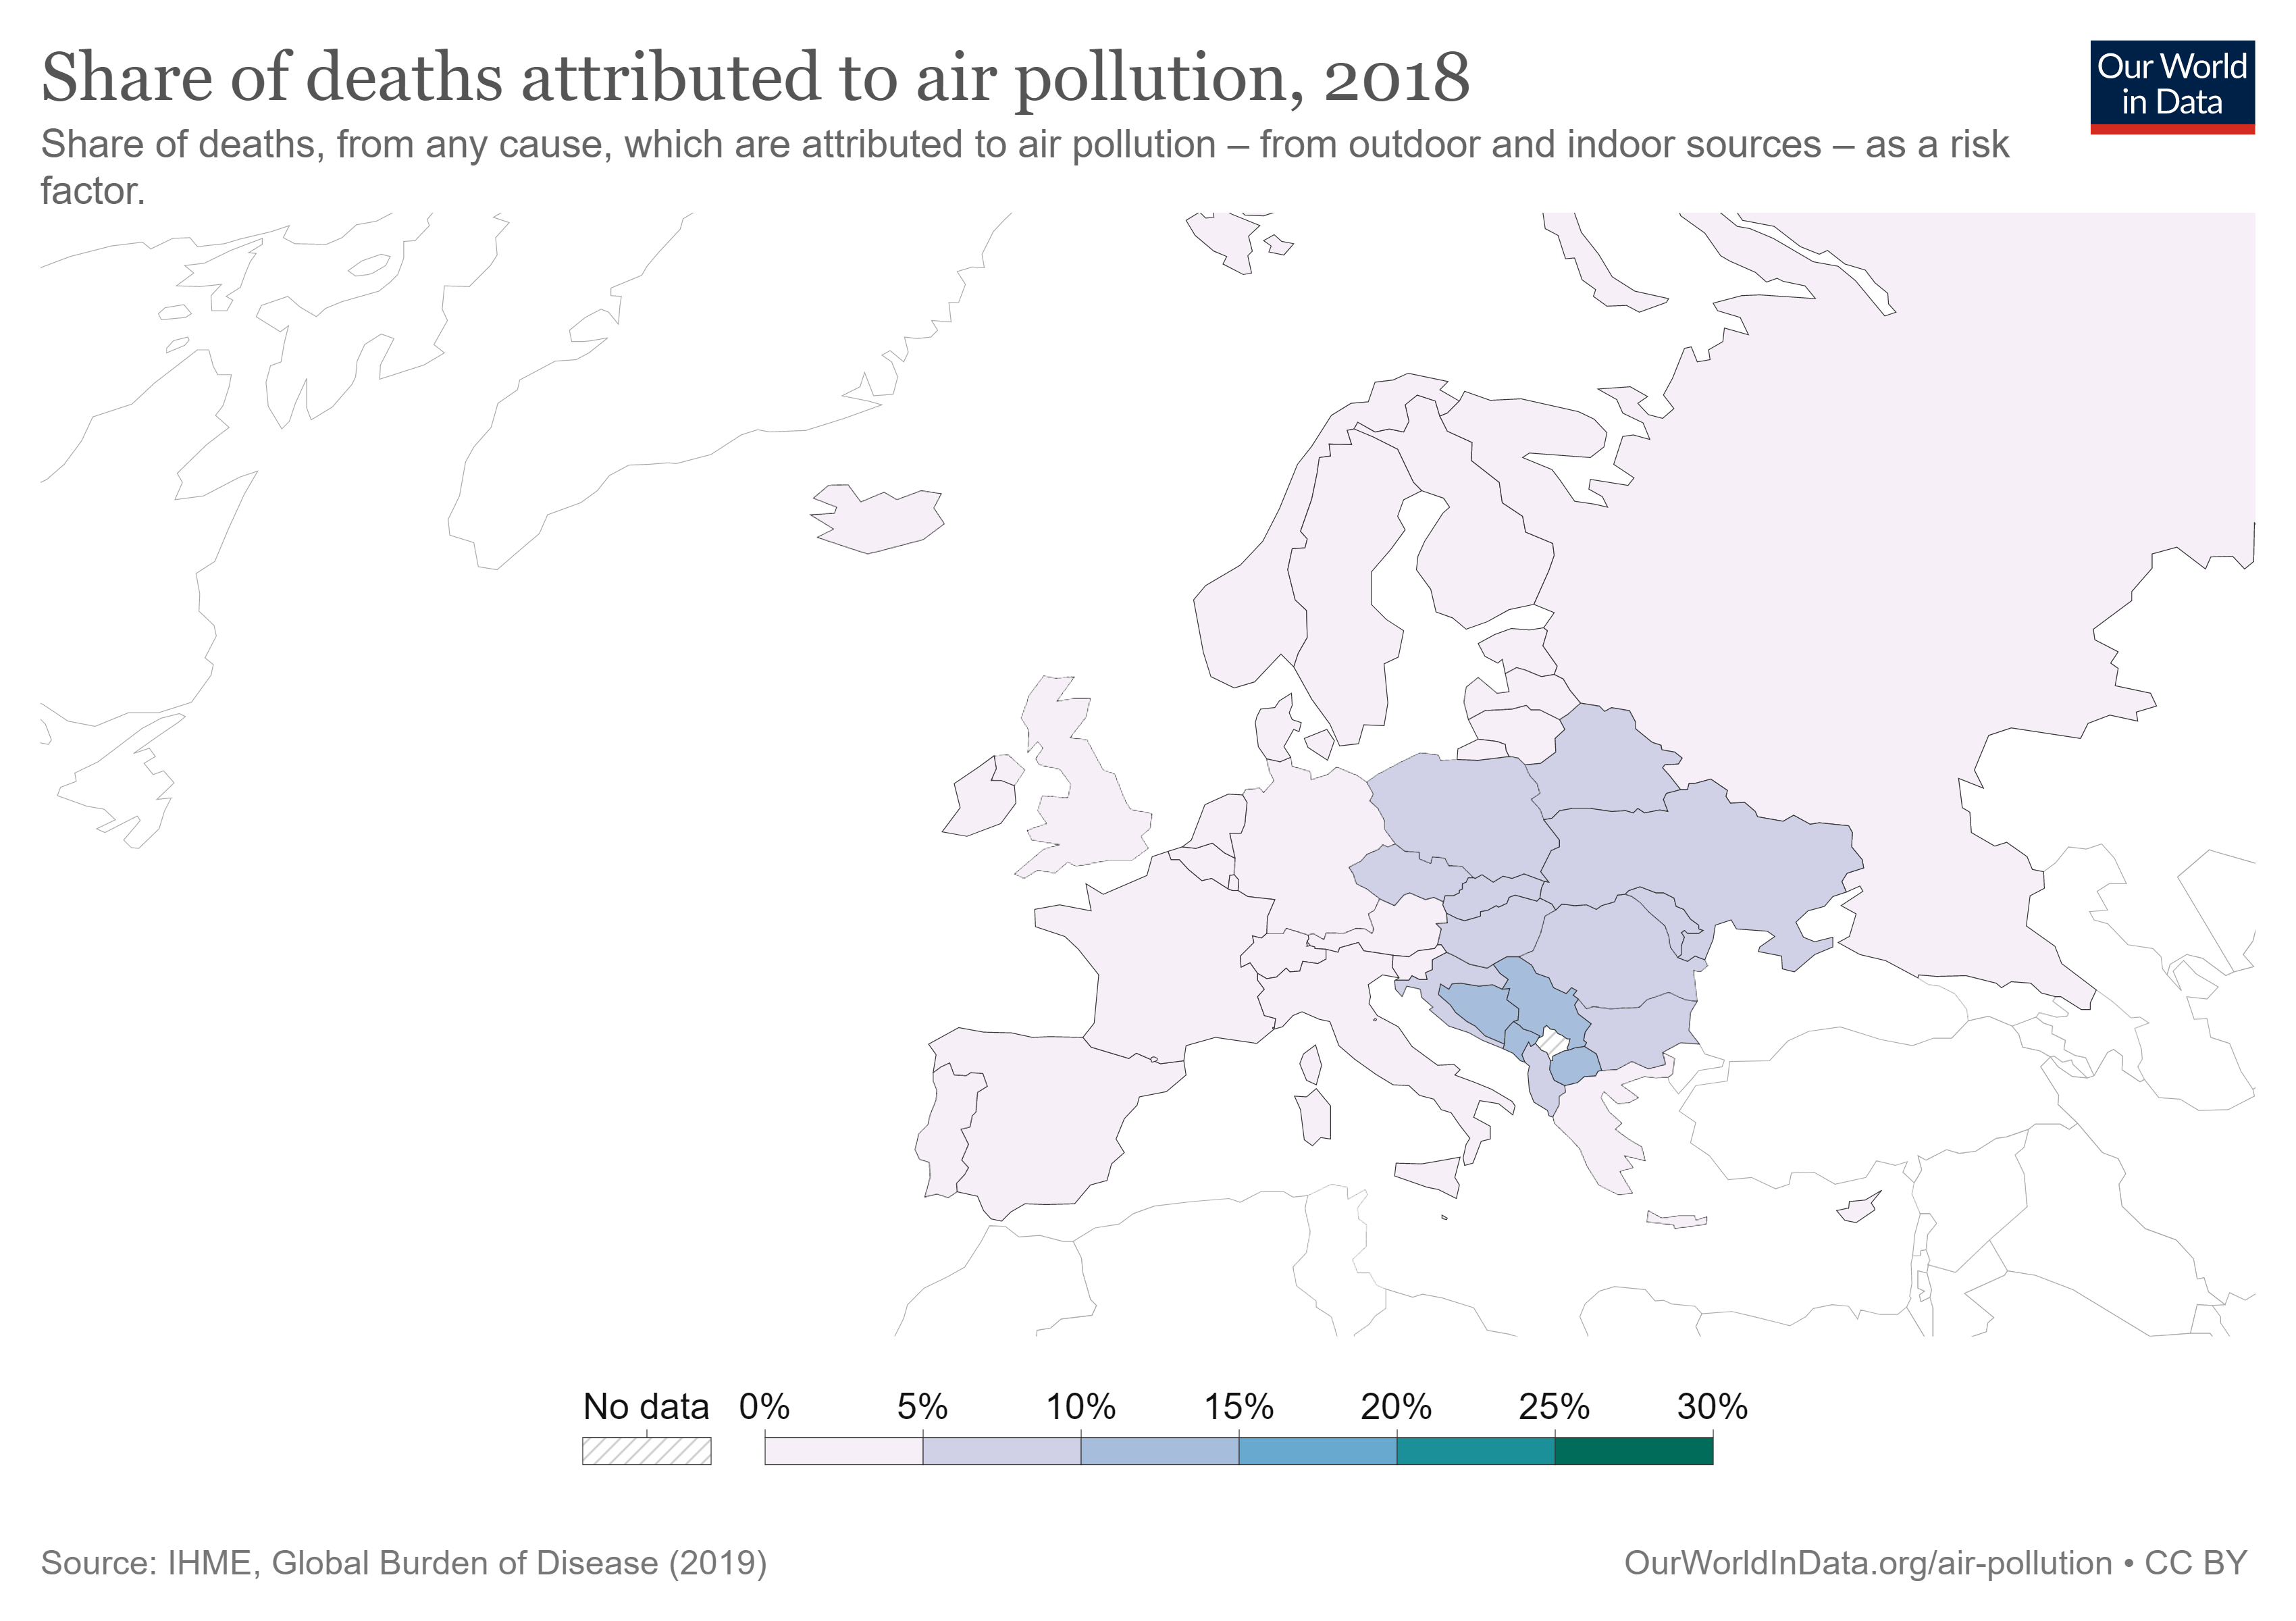 Share of deaths attributed to air pollution, 2018
Our World
in Data
Share of deaths, from any cause, which are attributed to air pollution – from outdoor and indoor sources – as a risk
factor.
No data 0% 5% 10% 15% 20% 25% 30%
Source: IHME, Global Burden of Disease (2019)
OurWorldInData.org/air-pollution • CC BY